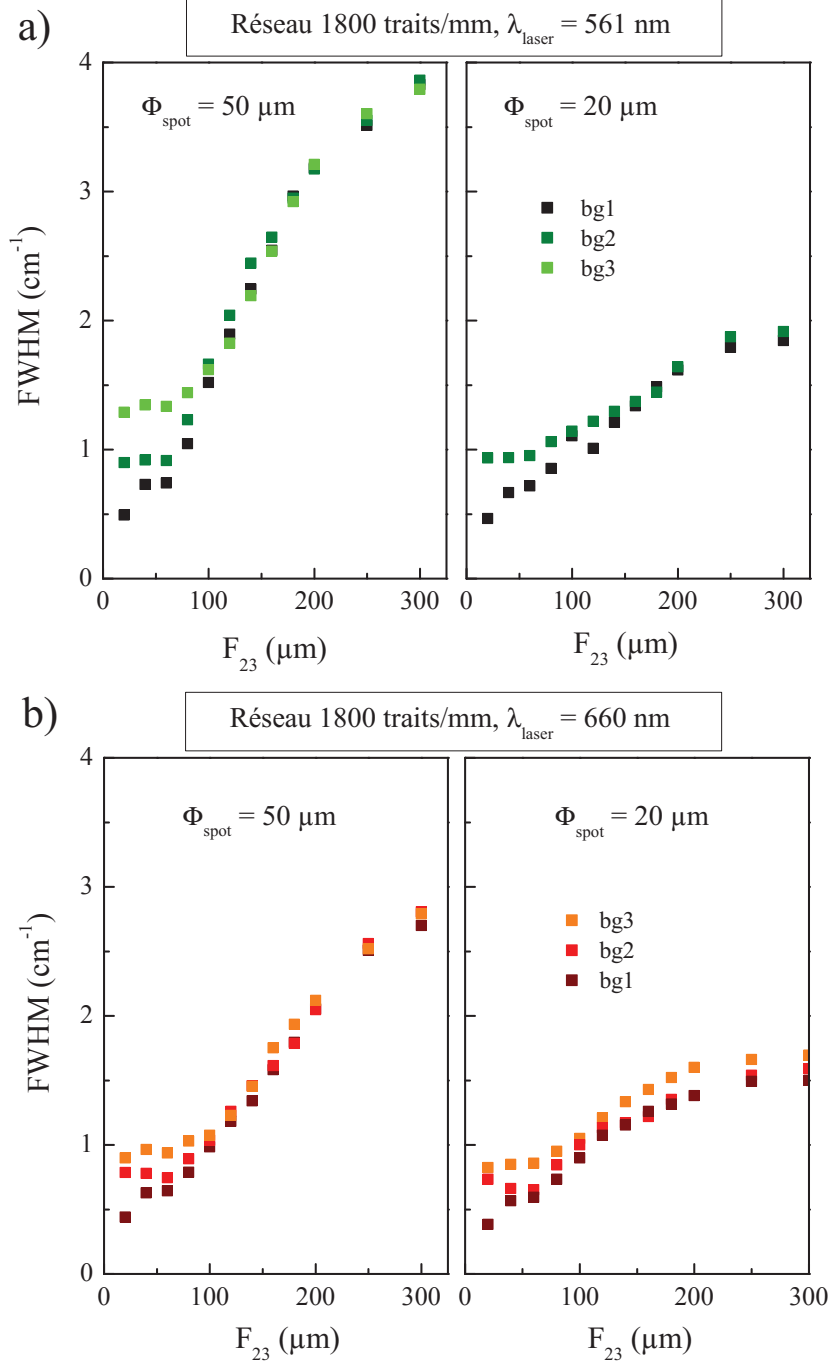 a)
Réseau 1800 traits/mm, λlaser = 561 nm
Φspot = 50 µm
Φspot = 20 µm
bg1
bg2
bg3
FWHM (cm-1)
4
3
2
1
0
0 100 200 300
0 100 200 300
F23 (µm)
F23 (µm)
b)
Réseau 1800 traits/mm, λlaser = 660 nm
Φspot = 50 µm
Φspot = 20 µm
bg3
bg2
bg1
FWHM (cm-1)
4
3
2
1
0
0 100 200 300
0 100 200 300
F23 (µm)
F23 (µm)